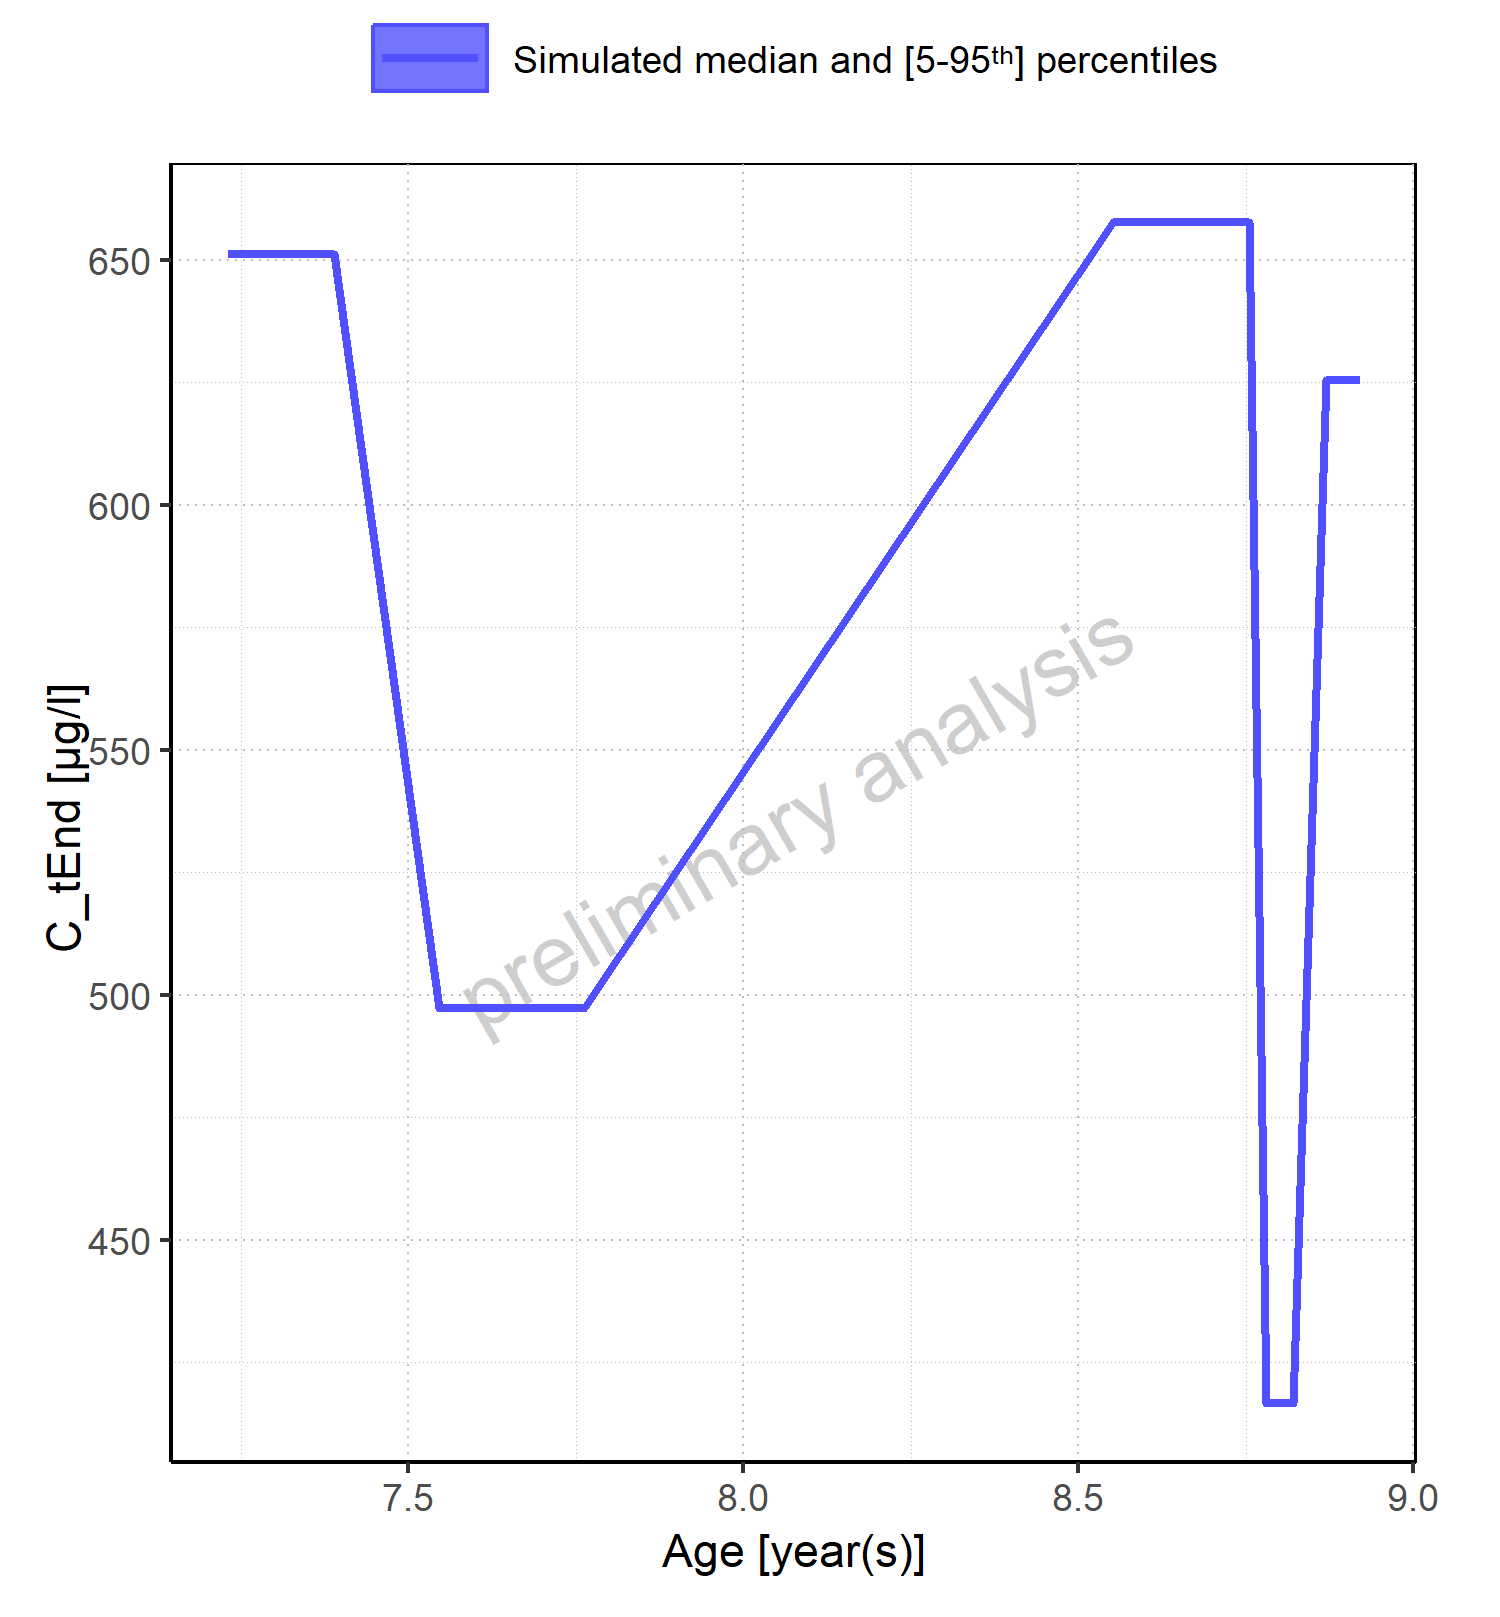 Simulated median and [5-95ᵗʰ] percentiles
650
600
550
500
450
C_tEnd [µg/l]
preliminary analysis
7.5 8.0 8.5 9.0
Age [year(s)]